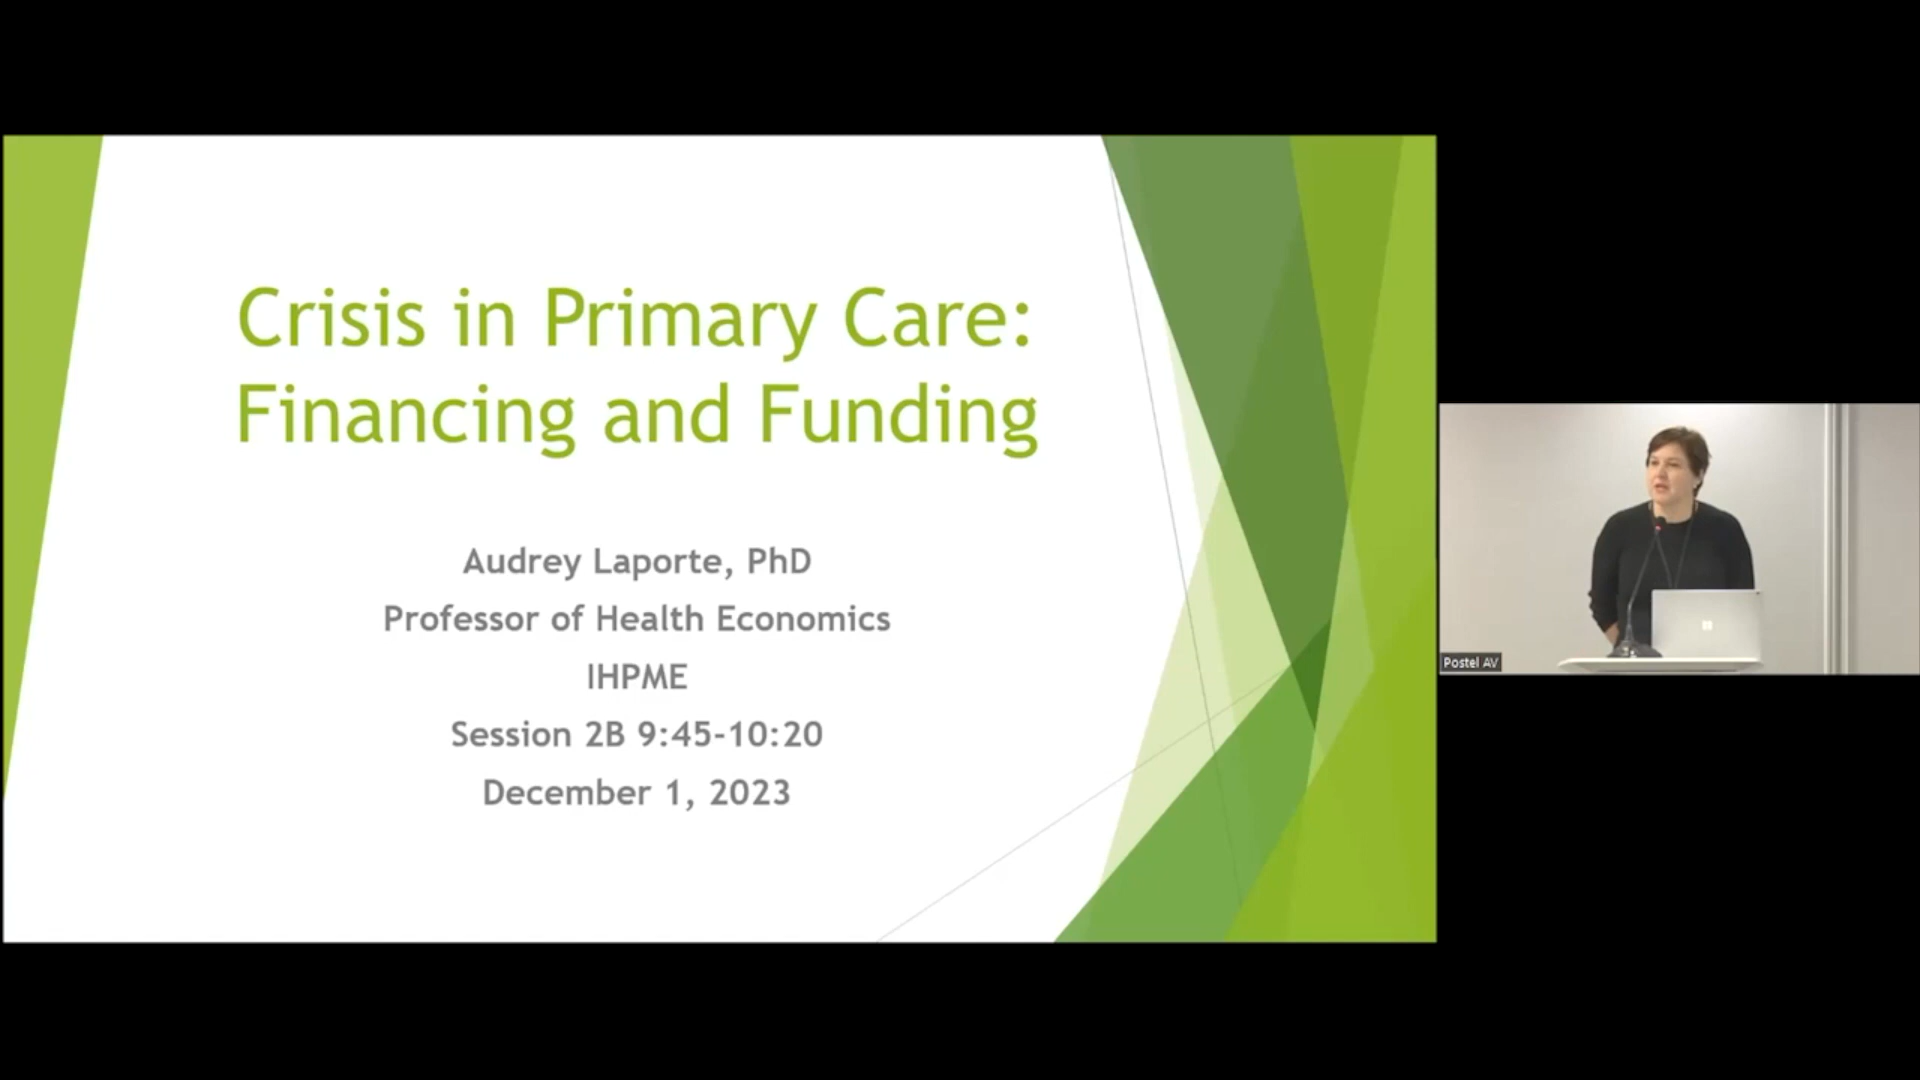 Crisis in Primary Care:
Financing and Funding
Audrey Laporte, PhD
Professor of Health Economics
IHPME
Session 2B 9:45-10:20
December 1, 2023
Postel AV